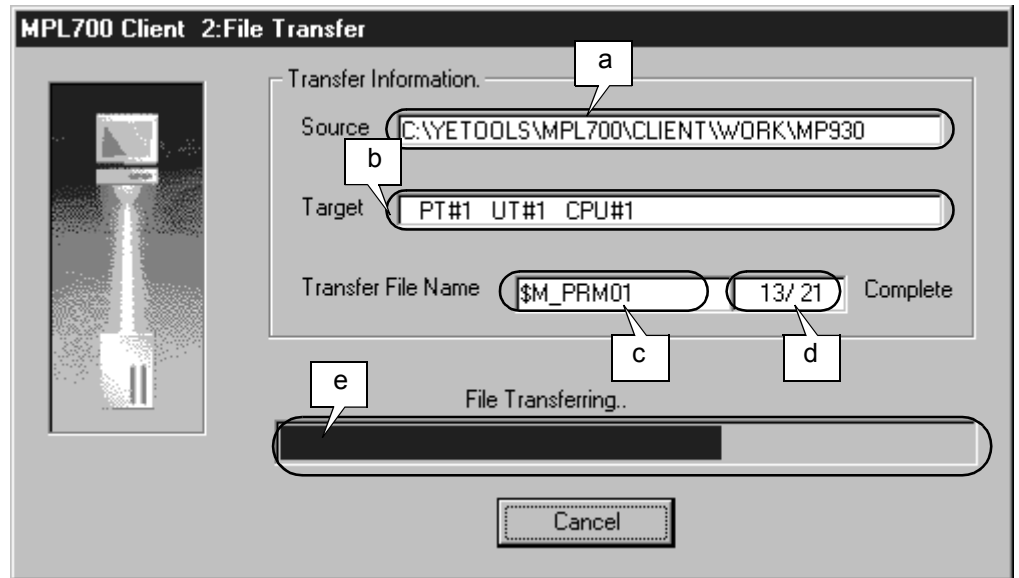 MPL700 Client 2:File Transfer
a
Transfer Information.
Source C:\YETOOLS\MPL700\CLIENT\WORK\MP930
b
Target PT#1 UT#1 CPU#1
Transfer File Name $M_PRM01 13/ 21 Complete
c d
e
File Transferring..
Cancel